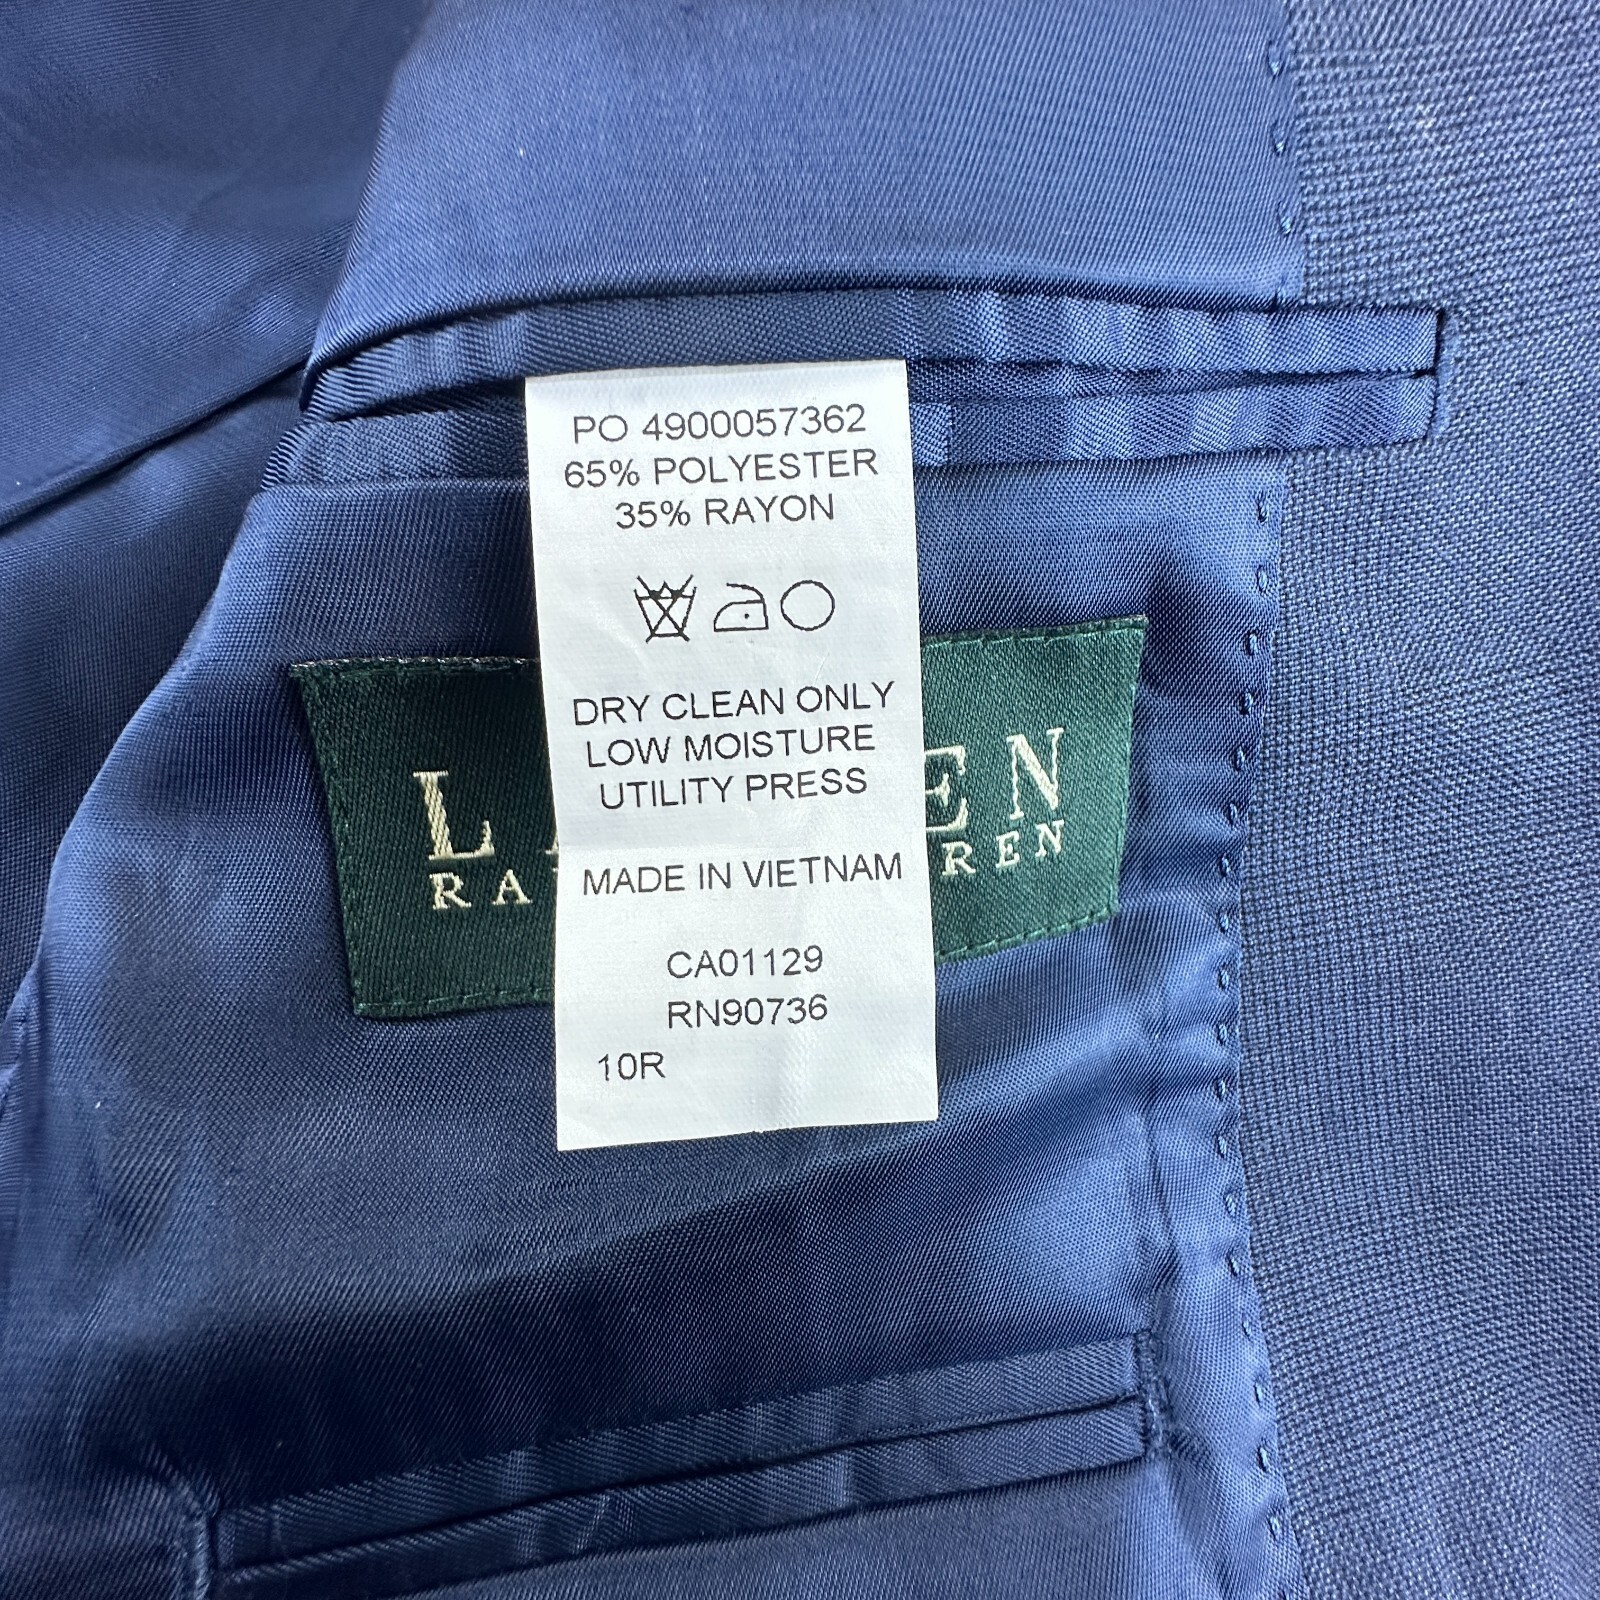 PO 4900057362
65% POLYESTER
35% RAYON
DRY CLEAN ONLY
LOW MOISTURE
UTILITY PRESS
MADE IN VIETNAM
CA01129
RN90736
10R